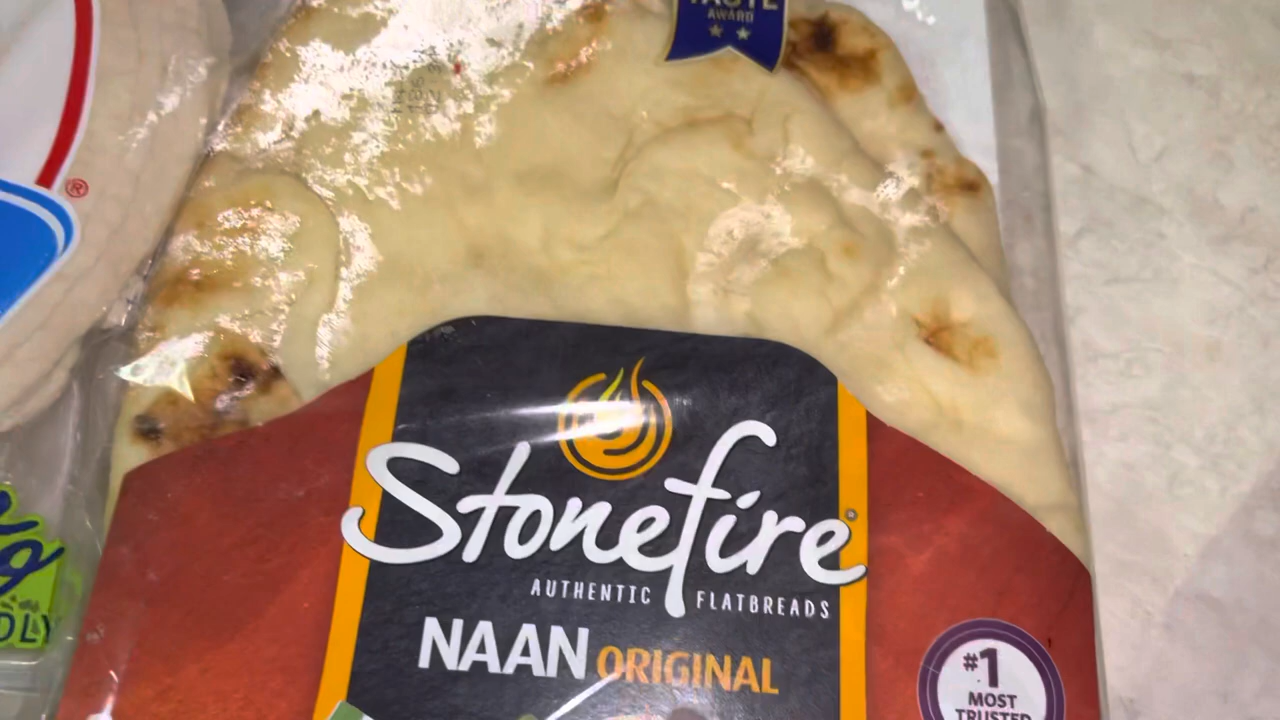 TASTE
AWARD
®
Stonefire®
AUTHENTIC FLATBREADS
NAAN ORIGINAL
#1
MOST
TRUSTED